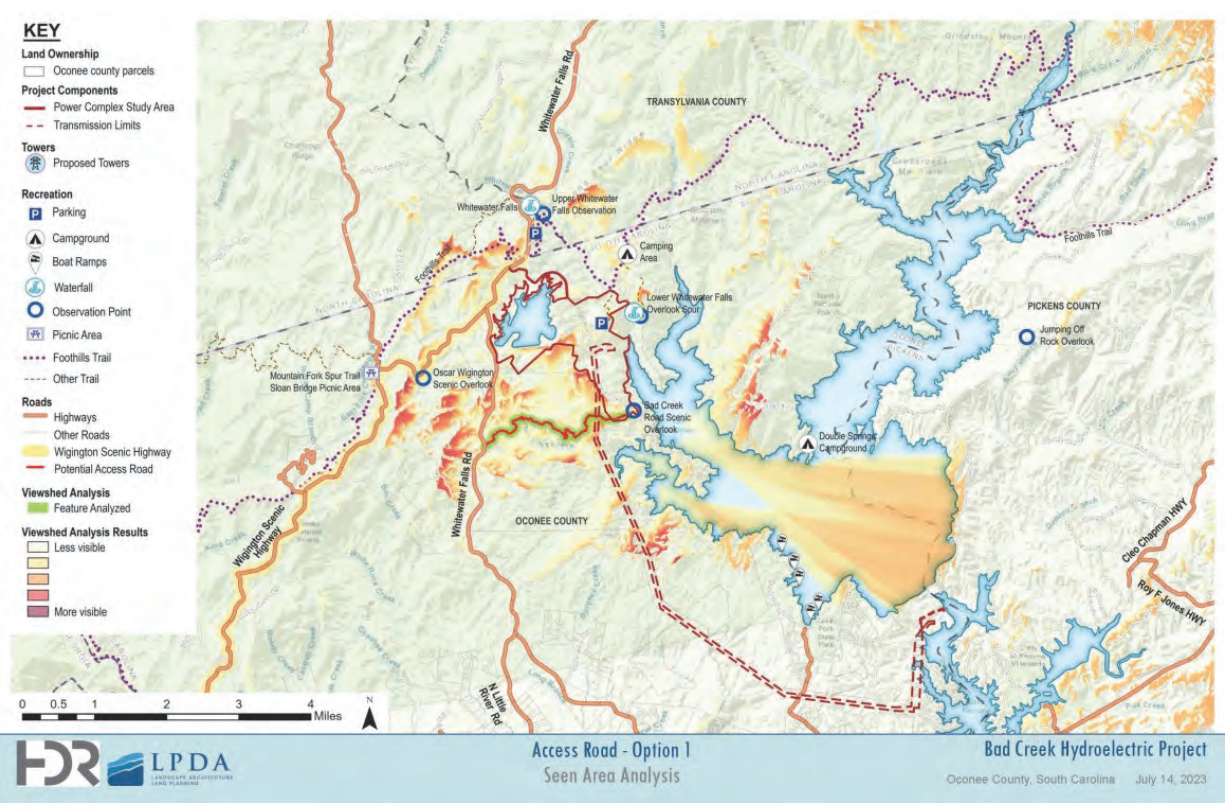 KEY
Land Ownership
Oconee county parcels
Project Components
Power Complex Study Area
Transmission Limits
Towers
Proposed Towers
Recreation
P Parking
Campground
Boat Ramps
Waterfall
Observation Point
Picnic Area
Foothills Trail
Other Trail
Roads
Highways
Other Roads
Wigington Scenic Highway
Potential Access Road
Viewshed Analysis
Feature Analyzed
Viewshed Analysis Results
Less visible
More visible
0 0.5 1 2 3 4
Miles
N
Whitewater Falls Rd
TRANSYLVANIA COUNTY
NORTH CAROLINA
Whitewater Falls
Upper Whitewater
Falls Observation
P
Foothills Trail
Camping
Area
Foothills Trail
NORTH CAROLINA
Lower Whitewater Falls
Overlook Spur
P
PICKENS COUNTY
OCONEE
PICKENS
Jumping Off
Rock Overlook
Mountain Fork Spur Trail
Sloan Bridge Picnic Area
Oscar Wigington
Scenic Overlook
Bad Creek
Road Scenic
Overlook
Double Springs
Campground
Whitewater Falls Rd
OCONEE COUNTY
Wigington Scenic
Highway
Cleo Chapman HWY
Roy F Jones HWY
N Little
River Rd
HDR
LPDA
LANDSCAPE ARCHITECTURE
LAND PLANNING
Access Road - Option 1
Seen Area Analysis
Bad Creek Hydroelectric Project
Oconee County, South Carolina July 14, 2023